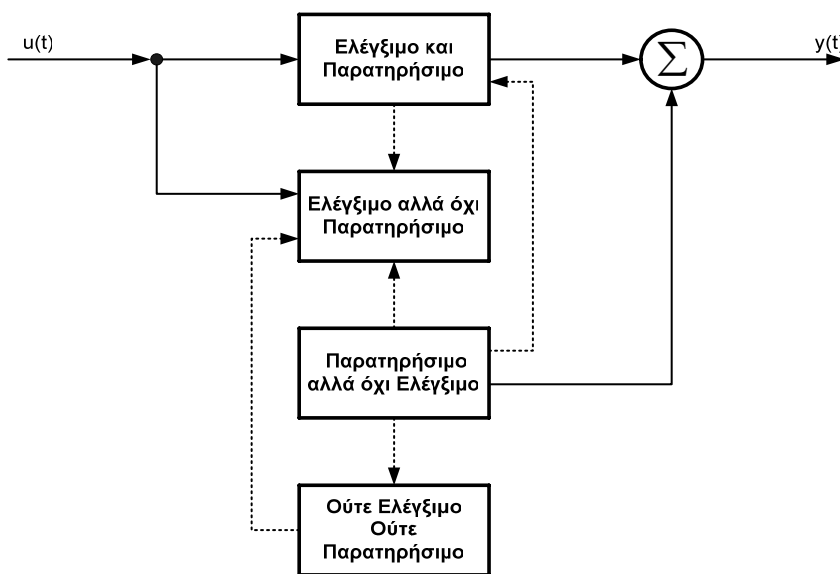 u(t)
Ελέγξιμο και
Παρατηρήσιμο
Σ
y(t)
Ελέγξιμο αλλά όχι
Παρατηρήσιμο
Παρατηρήσιμο
αλλά όχι Ελέγξιμο
Ούτε Ελέγξιμο
Ούτε
Παρατηρήσιμο